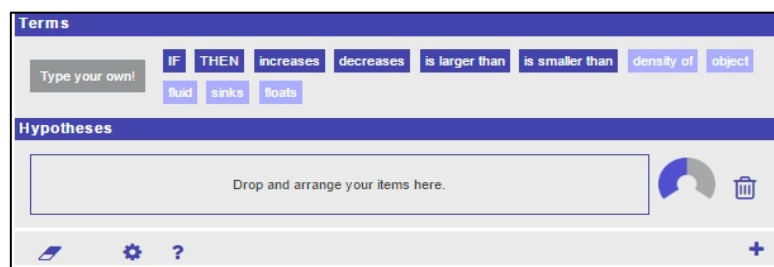 Terms
Type your own!
IF THEN increases decreases is larger than is smaller than density of object
fluid sinks floats
Hypotheses
Drop and arrange your items here.
?
+